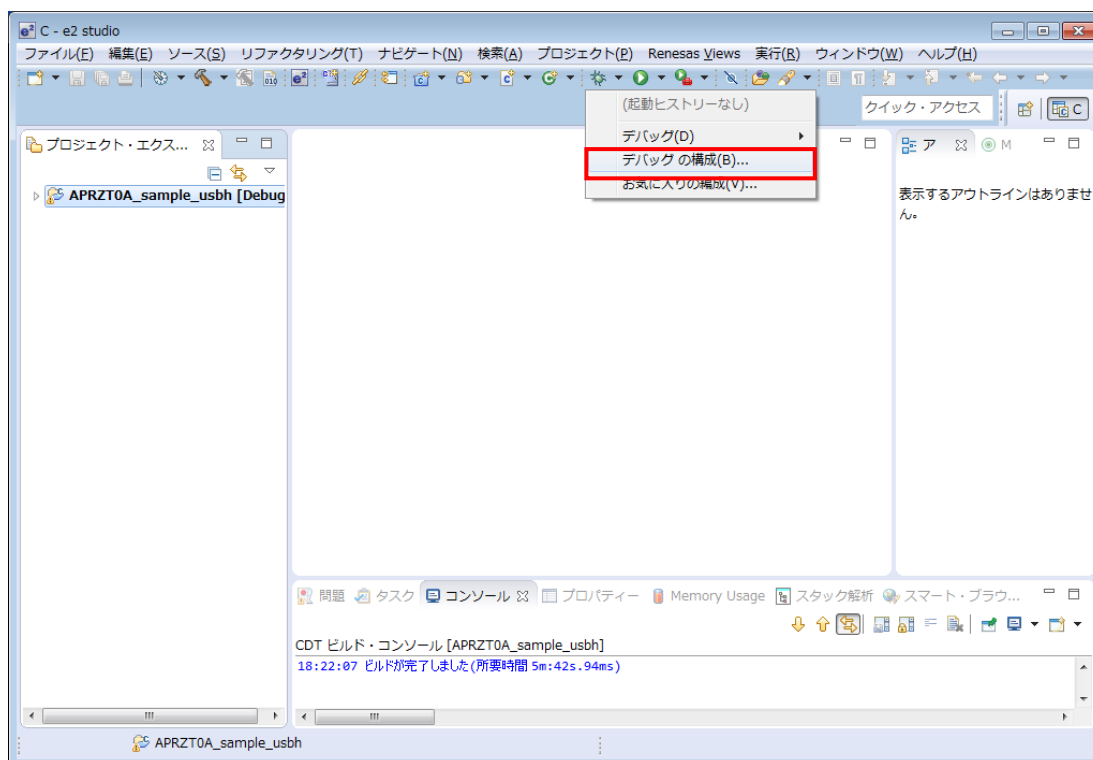 C - e2 studio
ファイル(F) 編集(E) ソース(S) リファクタリング(T) ナビゲート(N) 検索(A) プロジェクト(P) Renesas Views 実行(R) ウィンドウ(W) ヘルプ(H)
(起動ヒストリーなし)
デバッグ(D)
デバッグ の構成(B)...
お気に入りの構成(V)...
クイック・アクセス
C
プロジェクト・エクス...
ア
M
APRZT0A_sample_usbh [Debug
表示するアウトラインはありませ
ん。
問題 タスク コンソール プロパティー Memory Usage スタック解析 スマート・ブラウ...
CDT ビルド・コンソール [APRZT0A_sample_usbh]
18:22:07 ビルドが完了しました(所要時間 5m:42s.94ms)
APRZT0A_sample_usbh